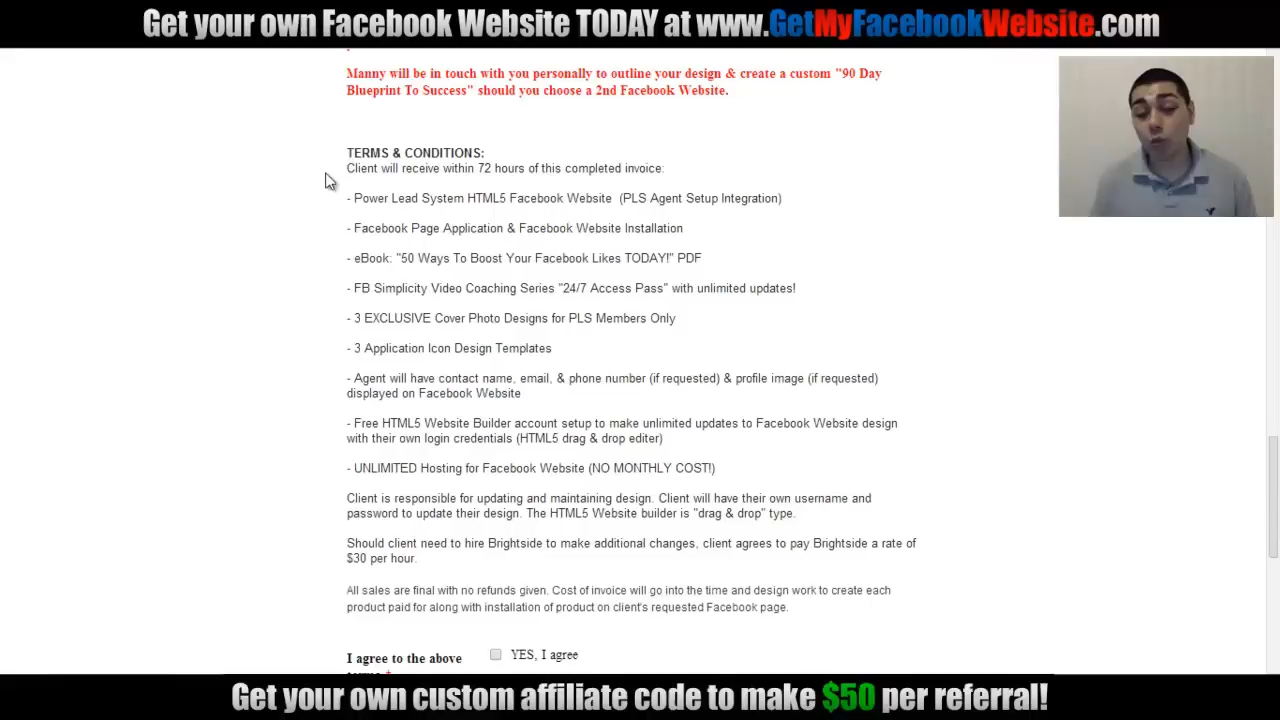 Get your own Facebook Website TODAY at www.GetMyFacebookWebsite.com
Manny will be in touch with you personally to outline your design & create a custom "90 Day
Blueprint To Success" should you choose a 2nd Facebook Website.
TERMS & CONDITIONS:
Client will receive within 72 hours of this completed invoice:
- Power Lead System HTML5 Facebook Website (PLS Agent Setup Integration)
- Facebook Page Application & Facebook Website Installation
- eBook: "50 Ways To Boost Your Facebook Likes TODAY!" PDF
- FB Simplicity Video Coaching Series "24/7 Access Pass" with unlimited updates!
- 3 EXCLUSIVE Cover Photo Designs for PLS Members Only
- 3 Application Icon Design Templates
- Agent will have contact name, email, & phone number (if requested) & profile image (if requested)
displayed on Facebook Website
- Free HTML5 Website Builder account setup to make unlimited updates to Facebook Website design
with their own login credentials (HTML5 drag & drop editor)
- UNLIMITED Hosting for Facebook Website (NO MONTHLY COST!)
Client is responsible for updating and maintaining design. Client will have their own username and
password to update their design. The HTML5 Website builder is "drag & drop" type.
Should client need to hire Brightside to make additional changes, client agrees to pay Brightside a rate of
$30 per hour.
All sales are final with no refunds given. Cost of invoice will go into the time and design work to create each
product paid for along with installation of product on client's requested Facebook page.
I agree to the above YES, I agree
terms *
Get your own custom affiliate code to make $50 per referral!